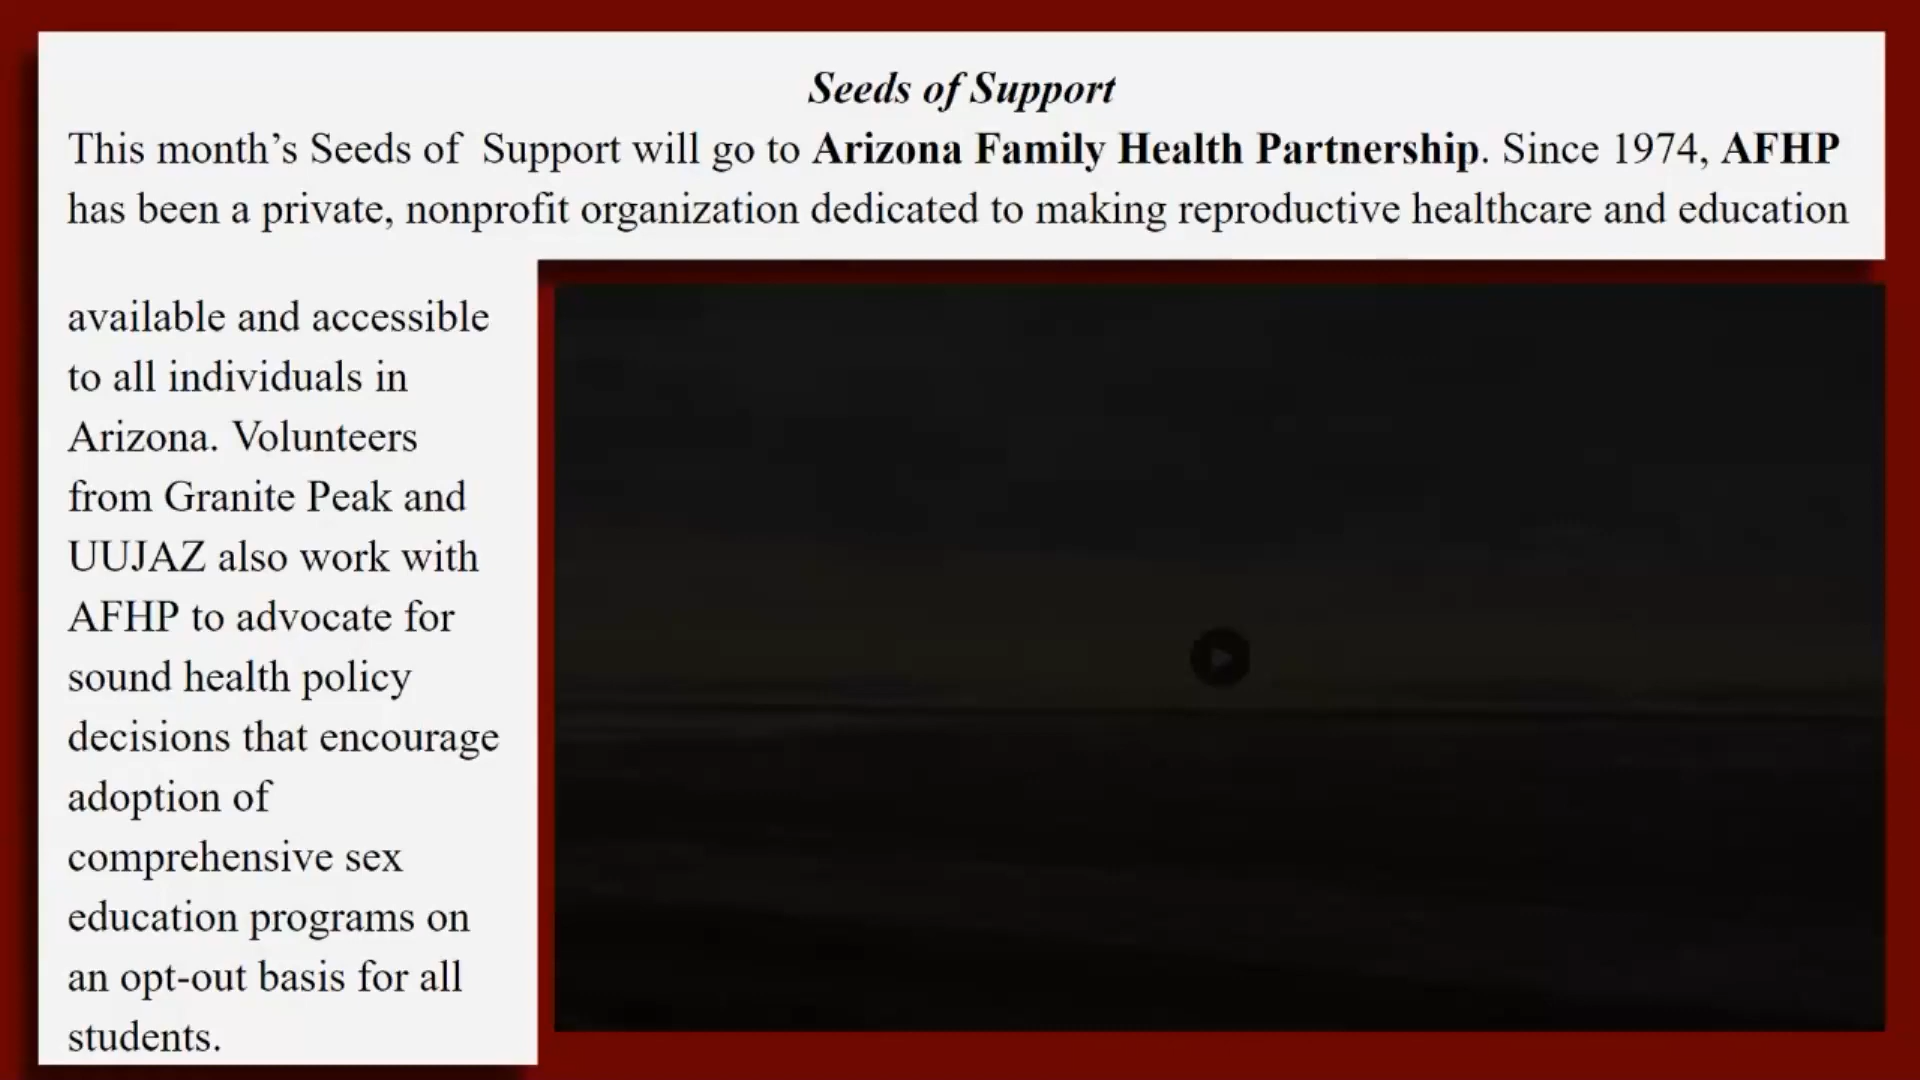 Seeds of Support
This month’s Seeds of  Support will go to Arizona Family Health Partnership. Since 1974, AFHP
has been a private, nonprofit organization dedicated to making reproductive healthcare and education
available and accessible
to all individuals in
Arizona. Volunteers
from Granite Peak and
UUJAZ also work with
AFHP to advocate for
sound health policy
decisions that encourage
adoption of
comprehensive sex
education programs on
an opt-out basis for all
students.